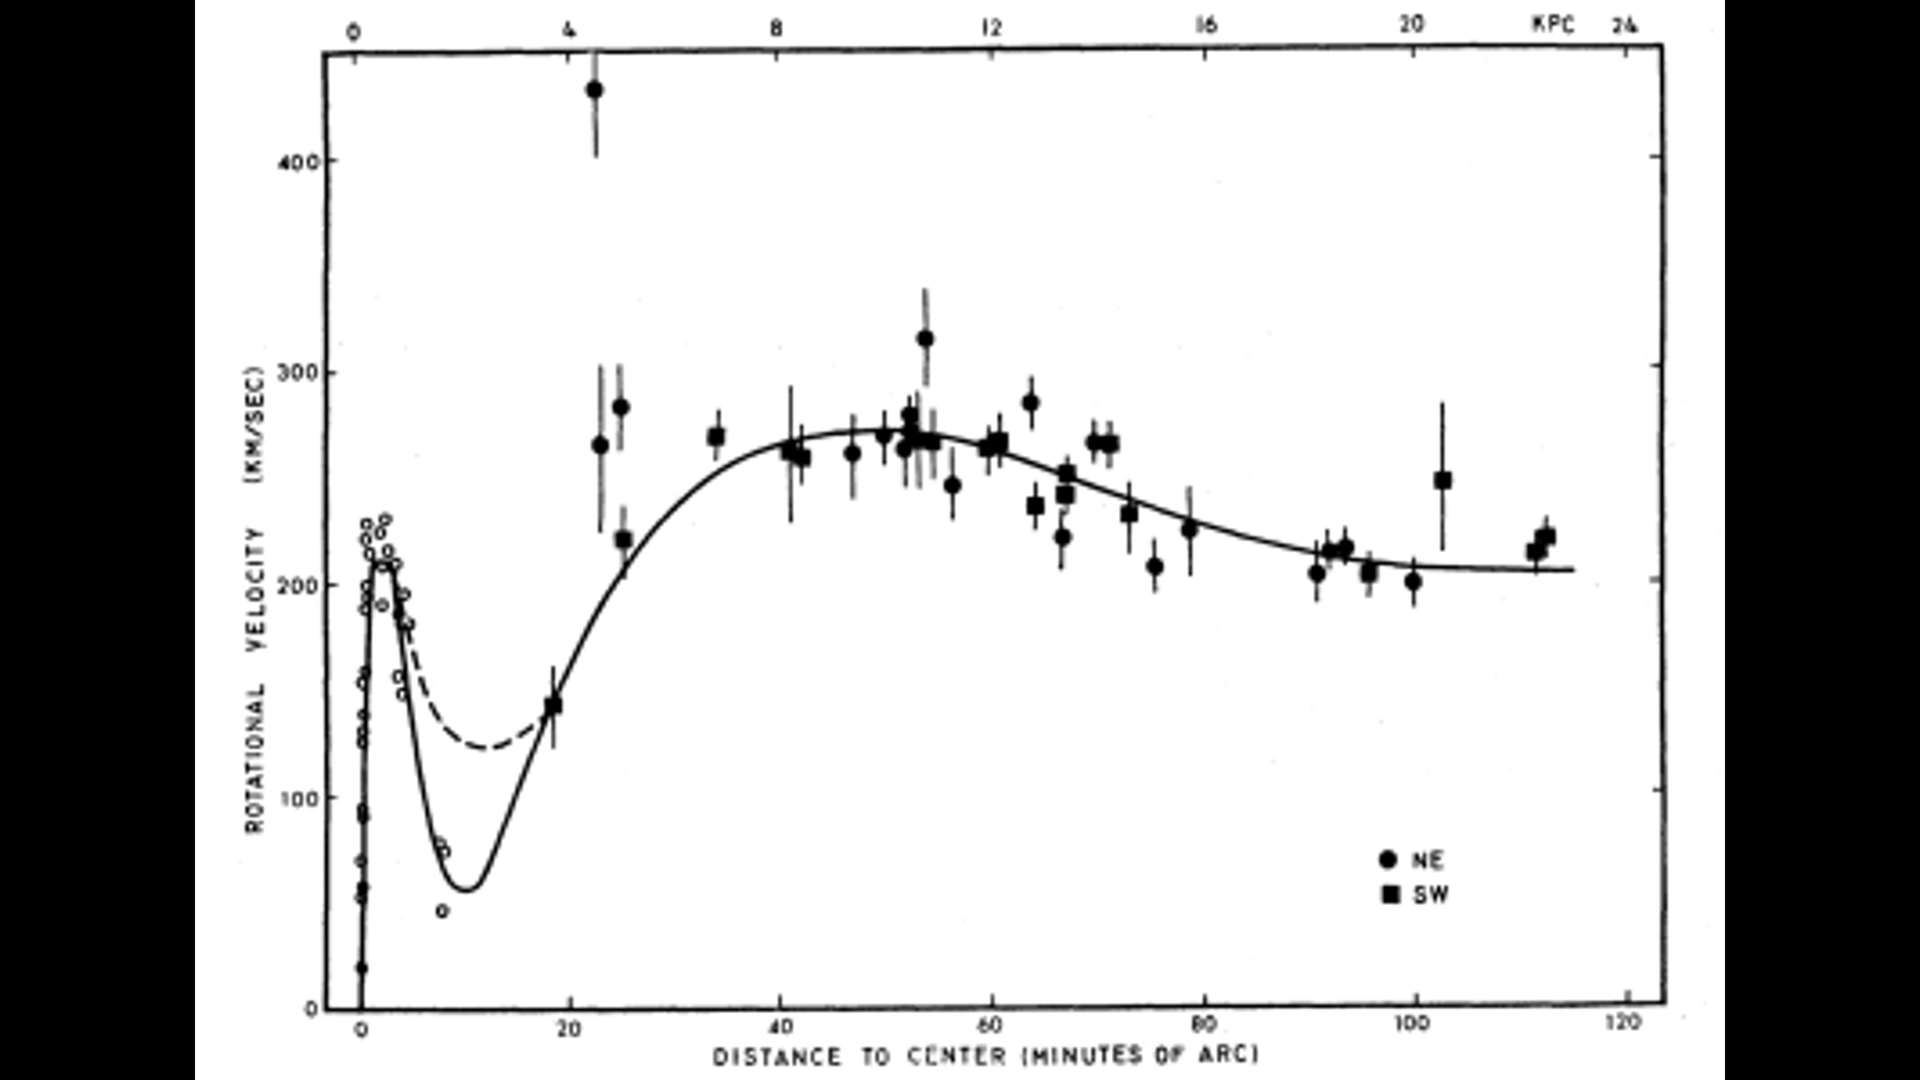 0 4 8 12 16 20 KPC 24
400
300
200
100
0
ROTATIONAL VELOCITY (KM/SEC)
NE
SW
0 20 40 60 80 100 120
DISTANCE TO CENTER (MINUTES OF ARC)